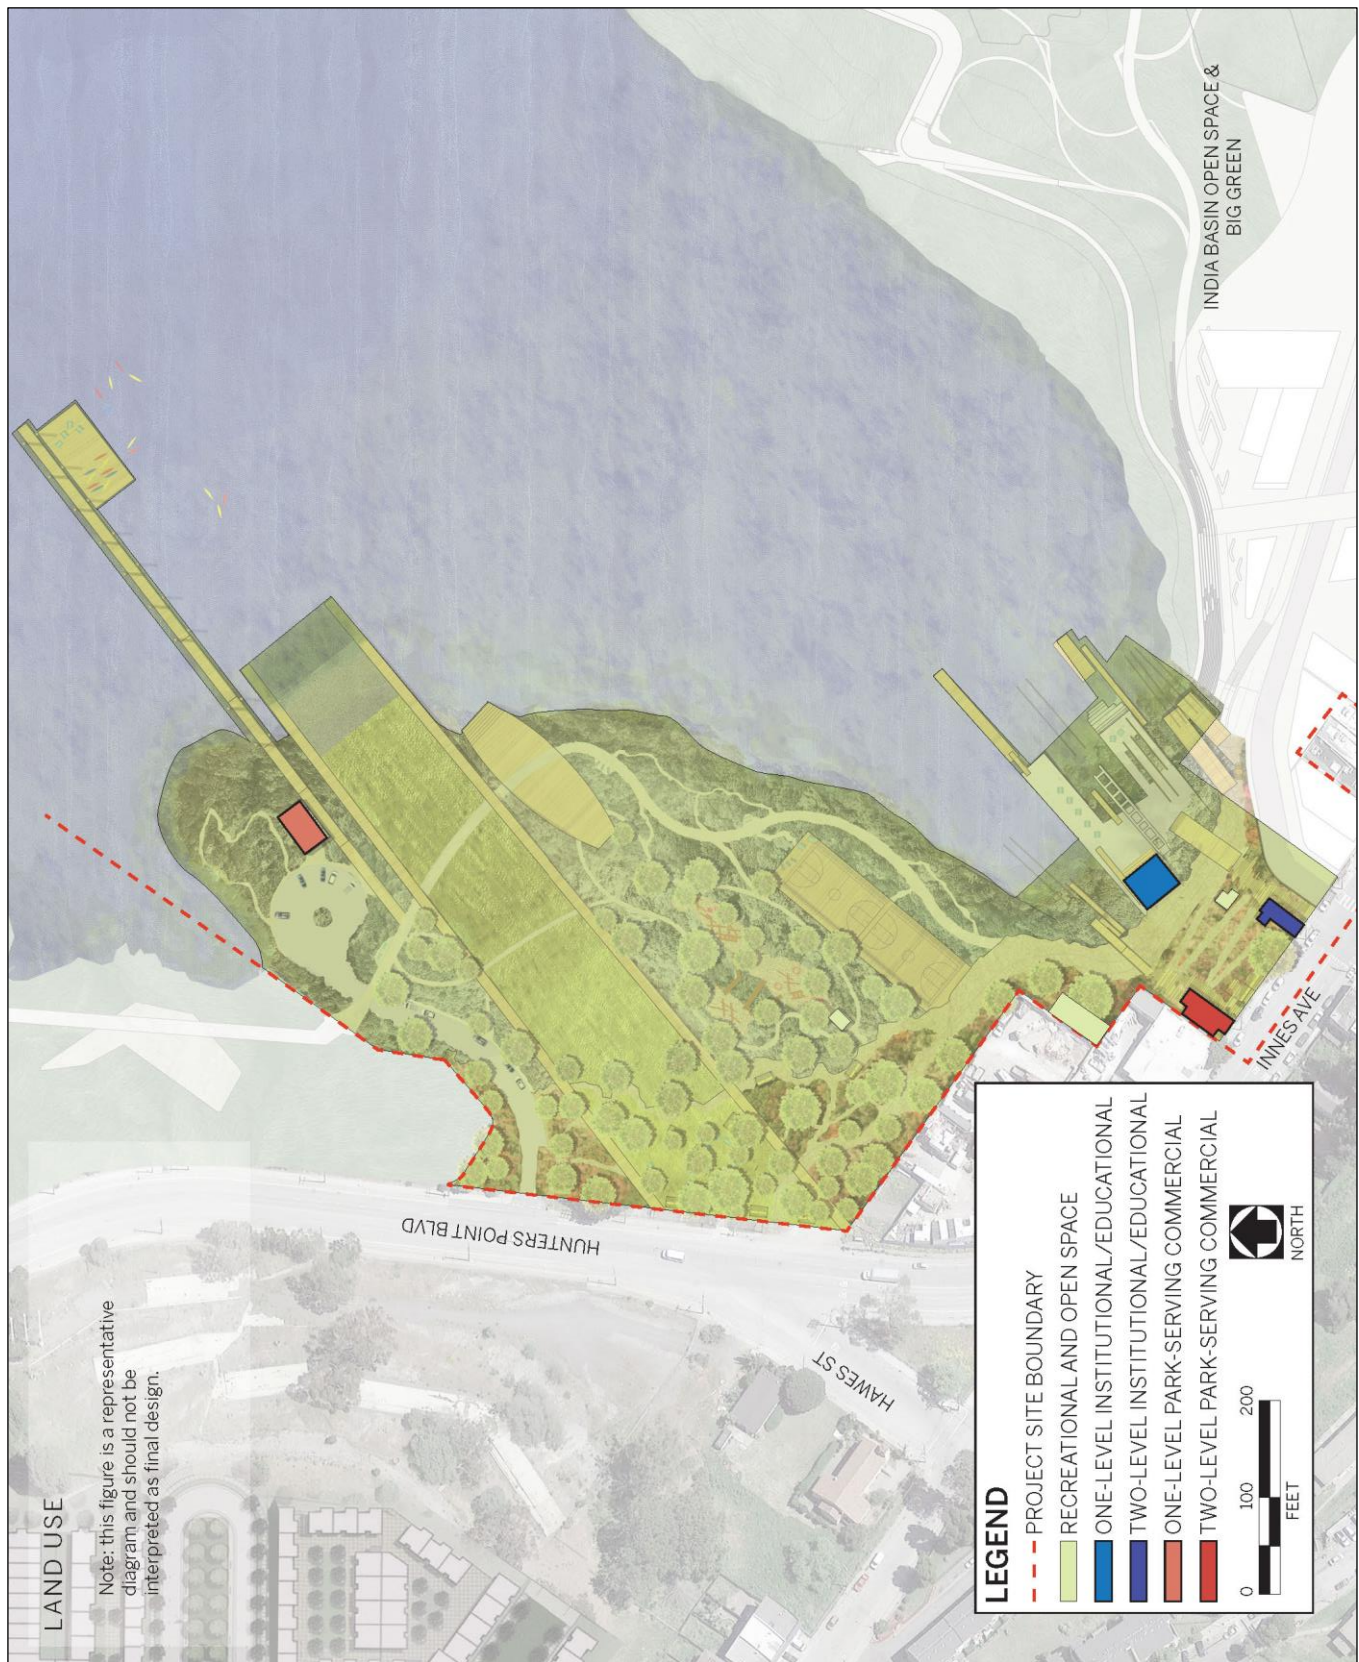 LAND USE
Note: this figure is a representative
diagram and should not be
interpreted as final design.
HUNTERS POINT BLVD
HAWES ST
INNES AVE
INDIA BASIN OPEN SPACE &
BIG GREEN
LEGEND
PROJECT SITE BOUNDARY
RECREATIONAL AND OPEN SPACE
ONE-LEVEL INSTITUTIONAL/EDUCATIONAL
TWO-LEVEL INSTITUTIONAL/EDUCATIONAL
ONE-LEVEL PARK-SERVING COMMERCIAL
TWO-LEVEL PARK-SERVING COMMERCIAL
0 100 200
FEET
NORTH